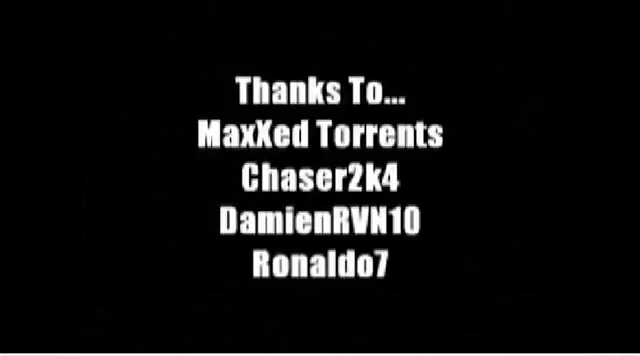 Thanks To...
MaxXed Torrents
Chaser2k4
DamienRVN10
Ronaldo7